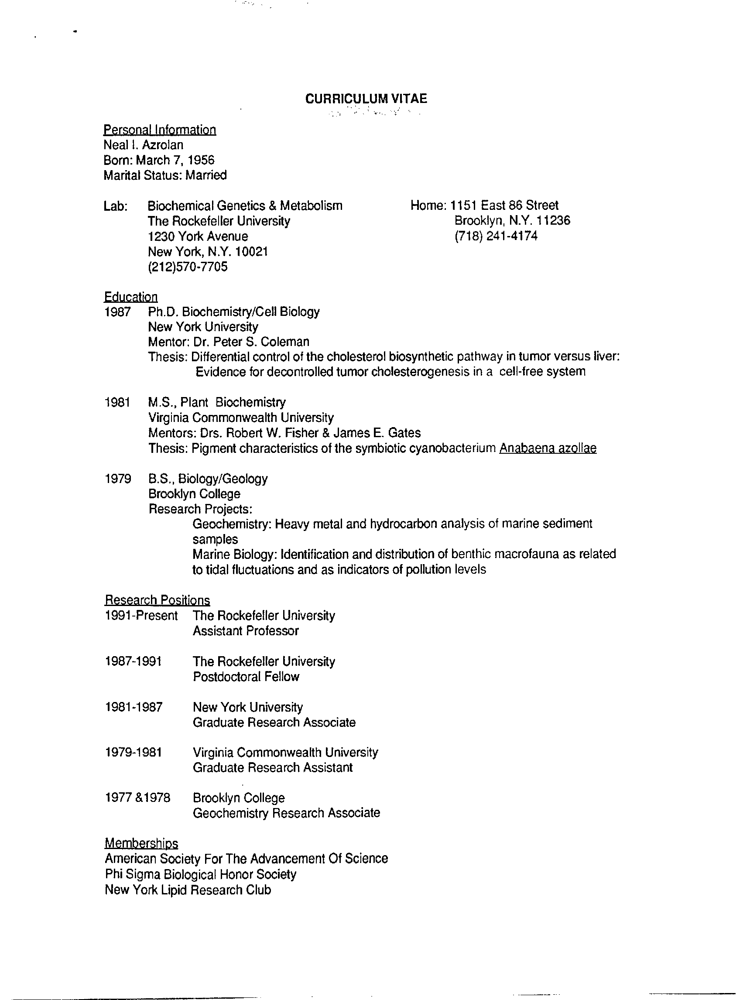 CURRICULUM VITAE
Personal Information
Neal I. Azrolan
Born: March 7, 1956
Marital Status: Married
Lab: Biochemical Genetics & Metabolism
The Rockefeller University
1230 York Avenue
New York, N.Y. 10021
(212)570-7705
Home: 1151 East 86 Street
Brooklyn, N.Y. 11236
(718) 241-4174
Education
1987 Ph.D. Biochemistry/Cell Biology
New York University
Mentor: Dr. Peter S. Coleman
Thesis: Differential control of the cholesterol biosynthetic pathway in tumor versus liver:
Evidence for decontrolled tumor cholesterogenesis in a cell-free system
1981 M.S., Plant Biochemistry
Virginia Commonwealth University
Mentors: Drs. Robert W. Fisher & James E. Gates
Thesis: Pigment characteristics of the symbiotic cyanobacterium Anabaena azollae
1979 B.S., Biology/Geology
Brooklyn College
Research Projects:
Geochemistry: Heavy metal and hydrocarbon analysis of marine sediment
samples
Marine Biology: Identification and distribution of benthic macrofauna as related
to tidal fluctuations and as indicators of pollution levels
Research Positions
1991-Present The Rockefeller University
Assistant Professor
1987-1991 The Rockefeller University
Postdoctoral Fellow
1981-1987 New York University
Graduate Research Associate
1979-1981 Virginia Commonwealth University
Graduate Research Assistant
1977 &1978 Brooklyn College
Geochemistry Research Associate
Memberships
American Society For The Advancement Of Science
Phi Sigma Biological Honor Society
New York Lipid Research Club